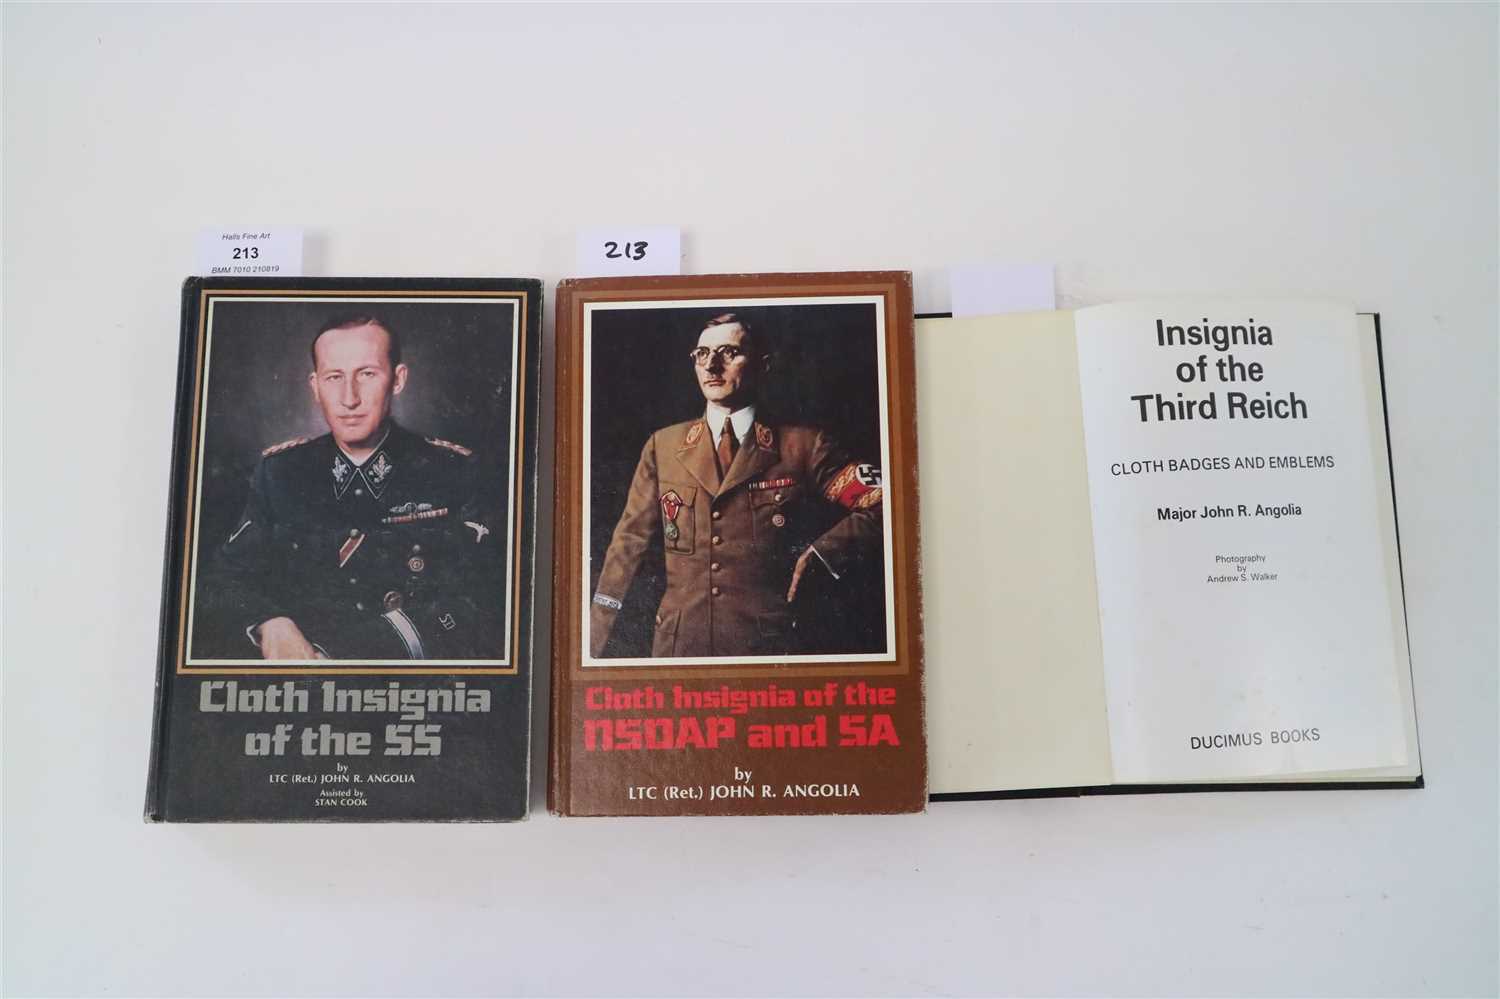 Halls Fine Art
213
BMM 7010 210819
Cloth Insignia
of the SS
by
LTC (Ret.) JOHN R. ANGOLIA
Assisted by
STAN COOK
213
Cloth Insignia of the
NSDAP and SA
by
LTC (Ret.) JOHN R. ANGOLIA
Insignia
of the
Third Reich
CLOTH BADGES AND EMBLEMS
Major John R. Angolia
Photography
by
Andrew S. Walker
DUCIMUS BOOKS